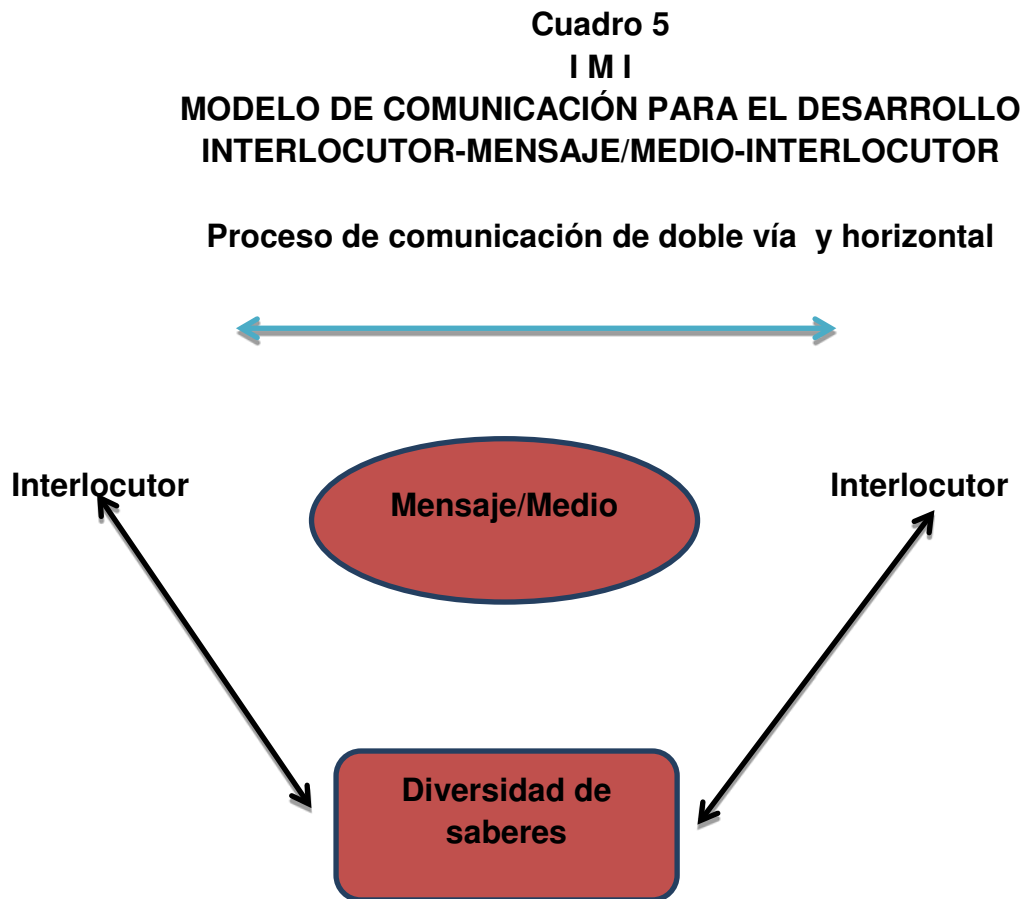 Cuadro 5
I M I
MODELO DE COMUNICACIÓN PARA EL DESARROLLO
INTERLOCUTOR-MENSAJE/MEDIO-INTERLOCUTOR
Proceso de comunicación de doble vía y horizontal
Interlocutor
Mensaje/Medio
Interlocutor
Diversidad de
saberes